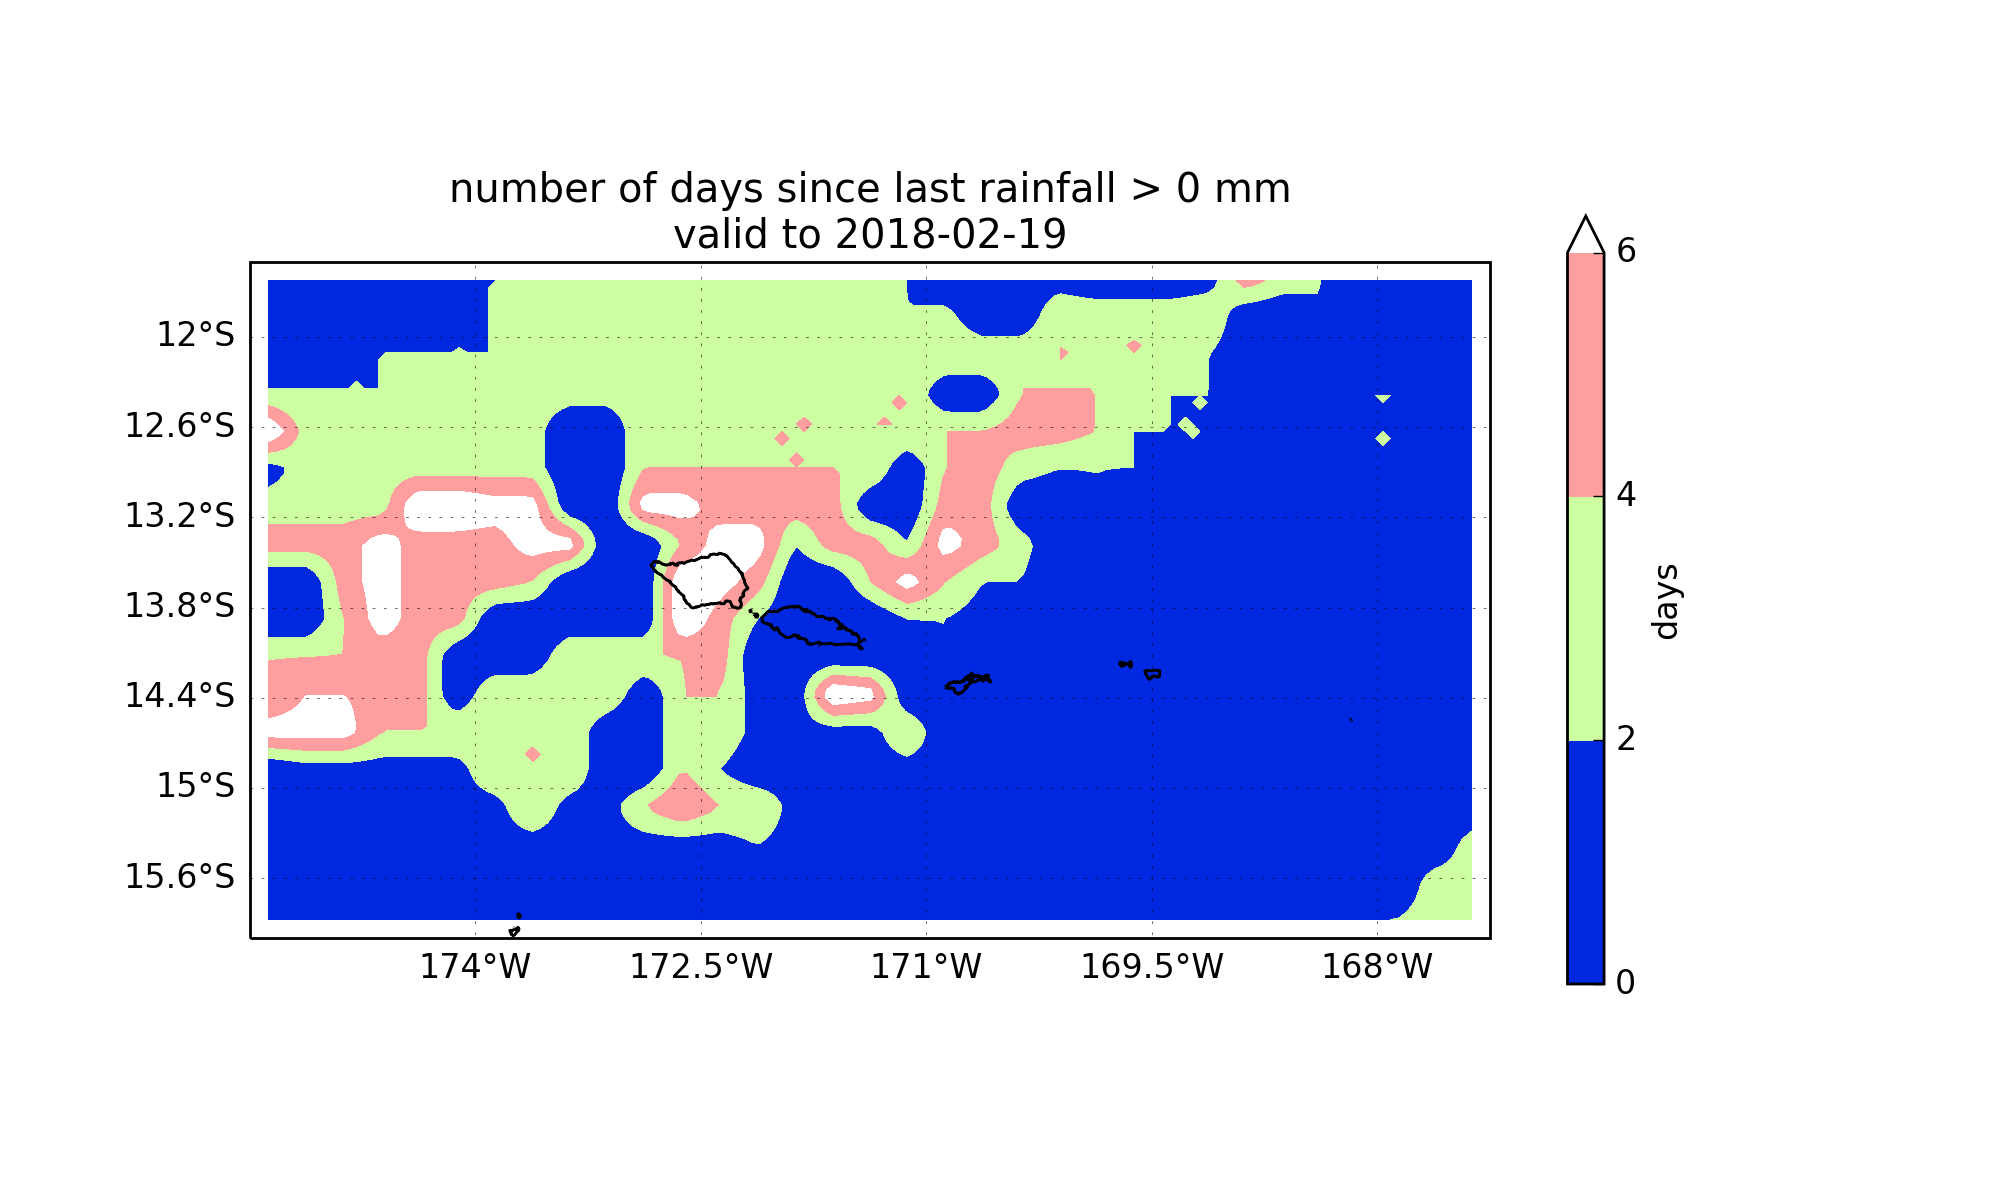 number of days since last rainfall > 0 mm
valid to 2018-02-19
12°S
12.6°S
13.2°S
13.8°S
14.4°S
15°S
15.6°S
174°W 172.5°W 171°W 169.5°W 168°W
6
4
2
0
days